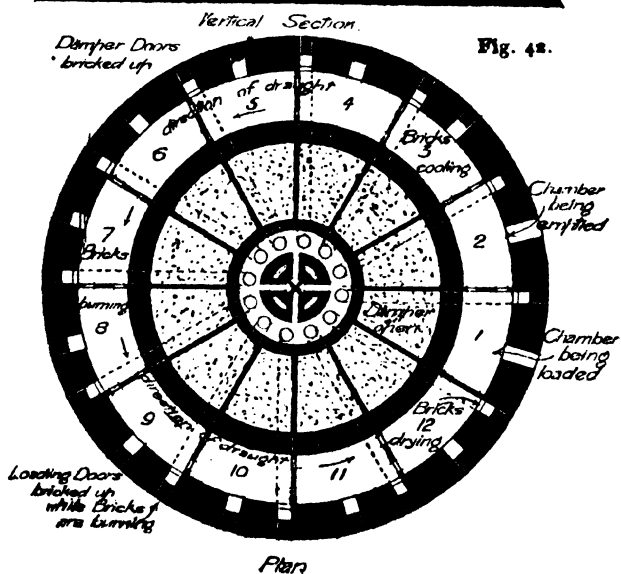 Vertical Section.
Fig. 42.
Damper Doors
bricked up
direction of draught
5
4
Bricks
3
cooling
6
Chamber
being
emptied
2
7
Bricks
burning
8
Damper
open
1
Chamber
being
loaded
Bricks
12
drying
9
direction of draught
10
11
Loading Doors
bricked up
while Bricks
are burning
Plan